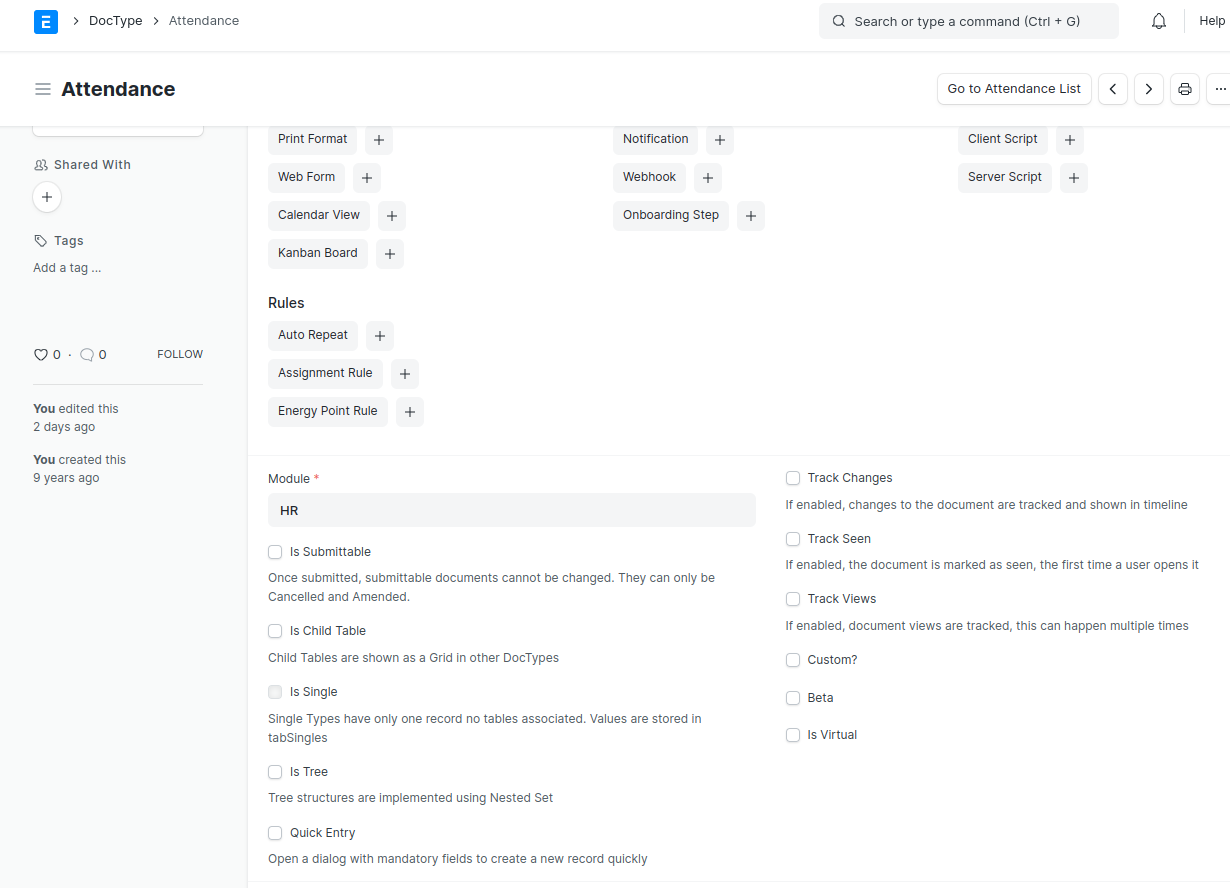 E
DocType
Attendance
Search or type a command (Ctrl + G)
Help
Attendance
Go to Attendance List
Shared With
Tags
Add a tag ...
0 · 0
FOLLOW
You edited this
2 days ago
You created this
9 years ago
Print Format
Notification
Client Script
Web Form
Webhook
Server Script
Calendar View
Onboarding Step
Kanban Board
Rules
Auto Repeat
Assignment Rule
Energy Point Rule
Module *
HR
Is Submittable
Once submitted, submittable documents cannot be changed. They can only be
Cancelled and Amended.
Is Child Table
Child Tables are shown as a Grid in other DocTypes
Is Single
Single Types have only one record no tables associated. Values are stored in
tabSingles
Is Tree
Tree structures are implemented using Nested Set
Quick Entry
Open a dialog with mandatory fields to create a new record quickly
Track Changes
If enabled, changes to the document are tracked and shown in timeline
Track Seen
If enabled, the document is marked as seen, the first time a user opens it
Track Views
If enabled, document views are tracked, this can happen multiple times
Custom?
Beta
Is Virtual